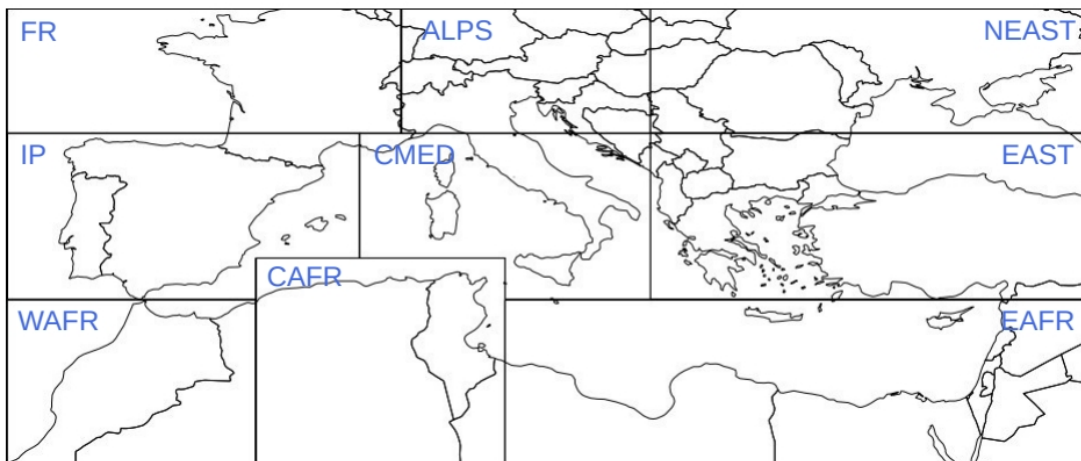 FR
ALPS
NEAST
IP
CMED
EAST
CAFR
WAFR
EAFR